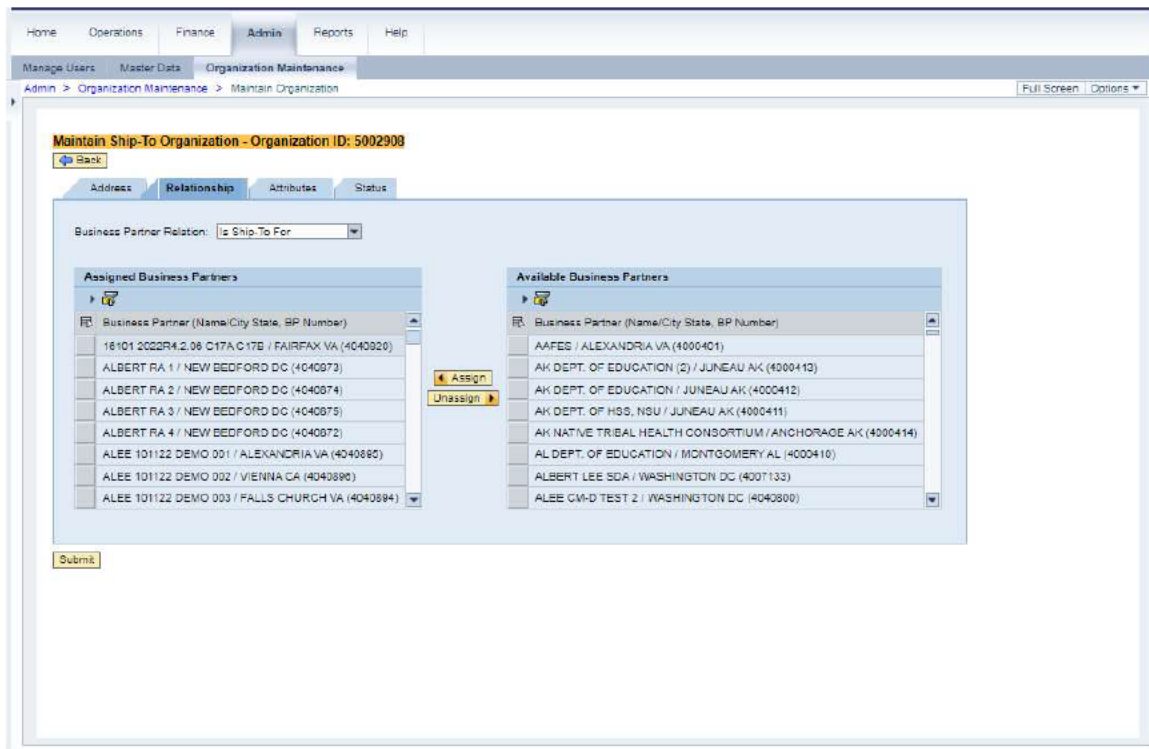 Home Operations Finance Admin Reports Help
Manage Users Master Data Organization Maintenance
Admin > Organization Maintenance > Maintain Organization Full Screen Options
Maintain Ship-To Organization - Organization ID: 5002908
Back
Address Relationship Attributes Status
Business Partner Relation: Is Ship-To For
Assigned Business Partners
Business Partner (Name/City State, BP Number)
16101 2022R4.2.06 C17A C17B / FAIRFAX VA (4040920)
ALBERT RA 1 / NEW BEDFORD DC (4040873)
ALBERT RA 2 / NEW BEDFORD DC (4040874)
ALBERT RA 3 / NEW BEDFORD DC (4040875)
ALBERT RA 4 / NEW BEDFORD DC (4040872)
ALEE 101122 DEMO 001 / ALEXANDRIA VA (4040895)
ALEE 101122 DEMO 002 / VIENNA CA (4040896)
ALEE 101122 DEMO 003 / FALLS CHURCH VA (4040894)
Assign
Unassign
Available Business Partners
Business Partner (Name/City State, BP Number)
AAFES / ALEXANDRIA VA (4000401)
AK DEPT. OF EDUCATION (2) / JUNEAU AK (4000413)
AK DEPT. OF EDUCATION / JUNEAU AK (4000412)
AK DEPT. OF HSS, NSU / JUNEAU AK (4000411)
AK NATIVE TRIBAL HEALTH CONSORTIUM / ANCHORAGE AK (4000414)
AL DEPT. OF EDUCATION / MONTGOMERY AL (4000410)
ALBERT LEE SDA / WASHINGTON DC (4007133)
ALEE CM-D TEST 2 / WASHINGTON DC (4040800)
Submit